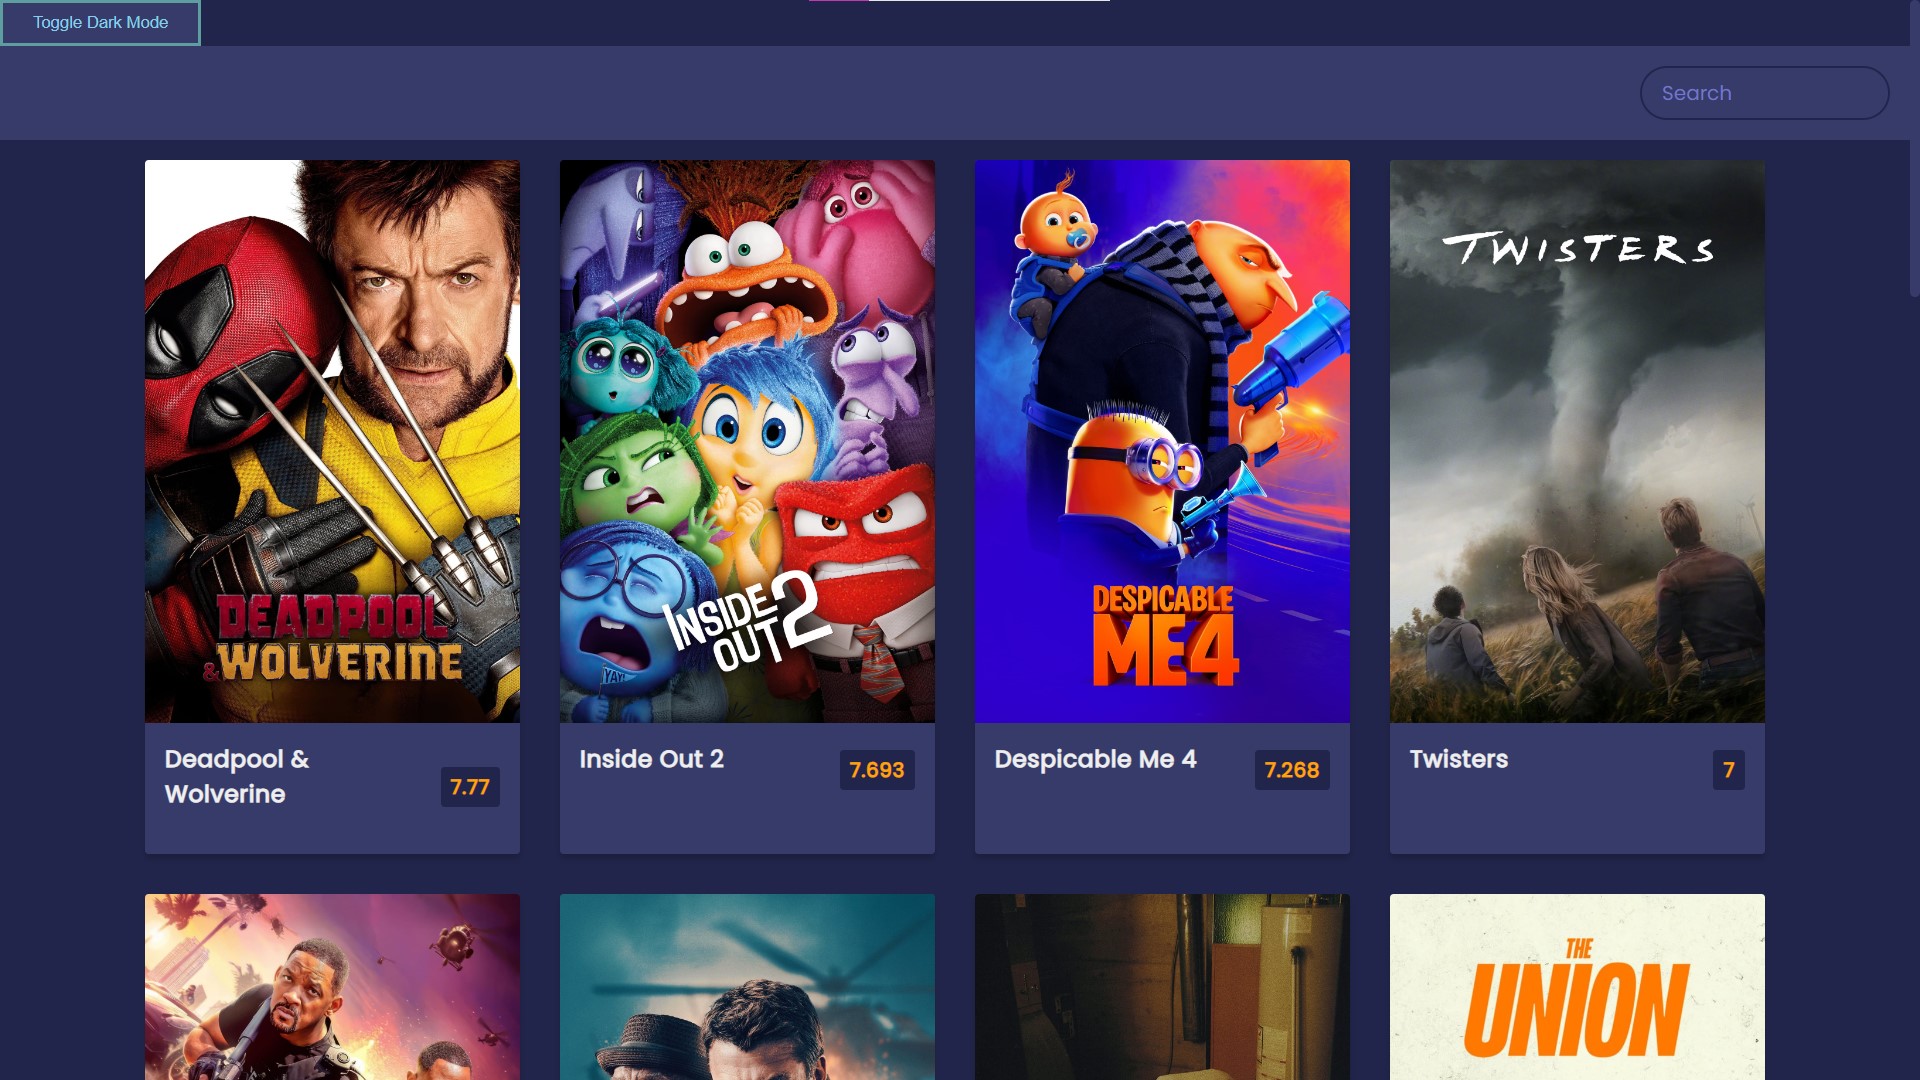 Toggle Dark Mode
Search
DEADPOOL
&WOLVERINE
INSIDE
OUT 2
YAY!
DESPICABLE
ME 4
TWISTERS
Deadpool &
Wolverine
7.77
Inside Out 2
7.693
Despicable Me 4
7.268
Twisters
7
THE
UNION